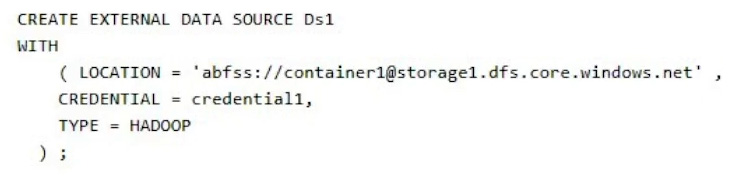 CREATE EXTERNAL DATA SOURCE Ds1
WITH
( LOCATION = 'abfss://container1@storage1.dfs.core.windows.net' ,
CREDENTIAL = credential1,
TYPE = HADOOP
) ;